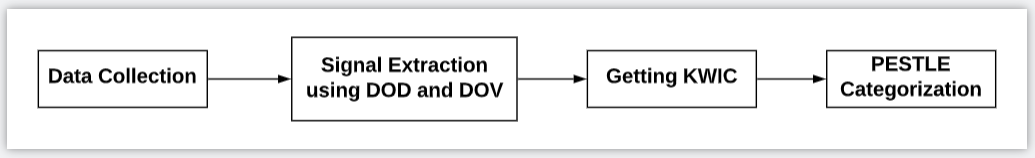 Data Collection
Signal Extraction
using DOD and DOV
Getting KWIC
PESTLE
Categorization